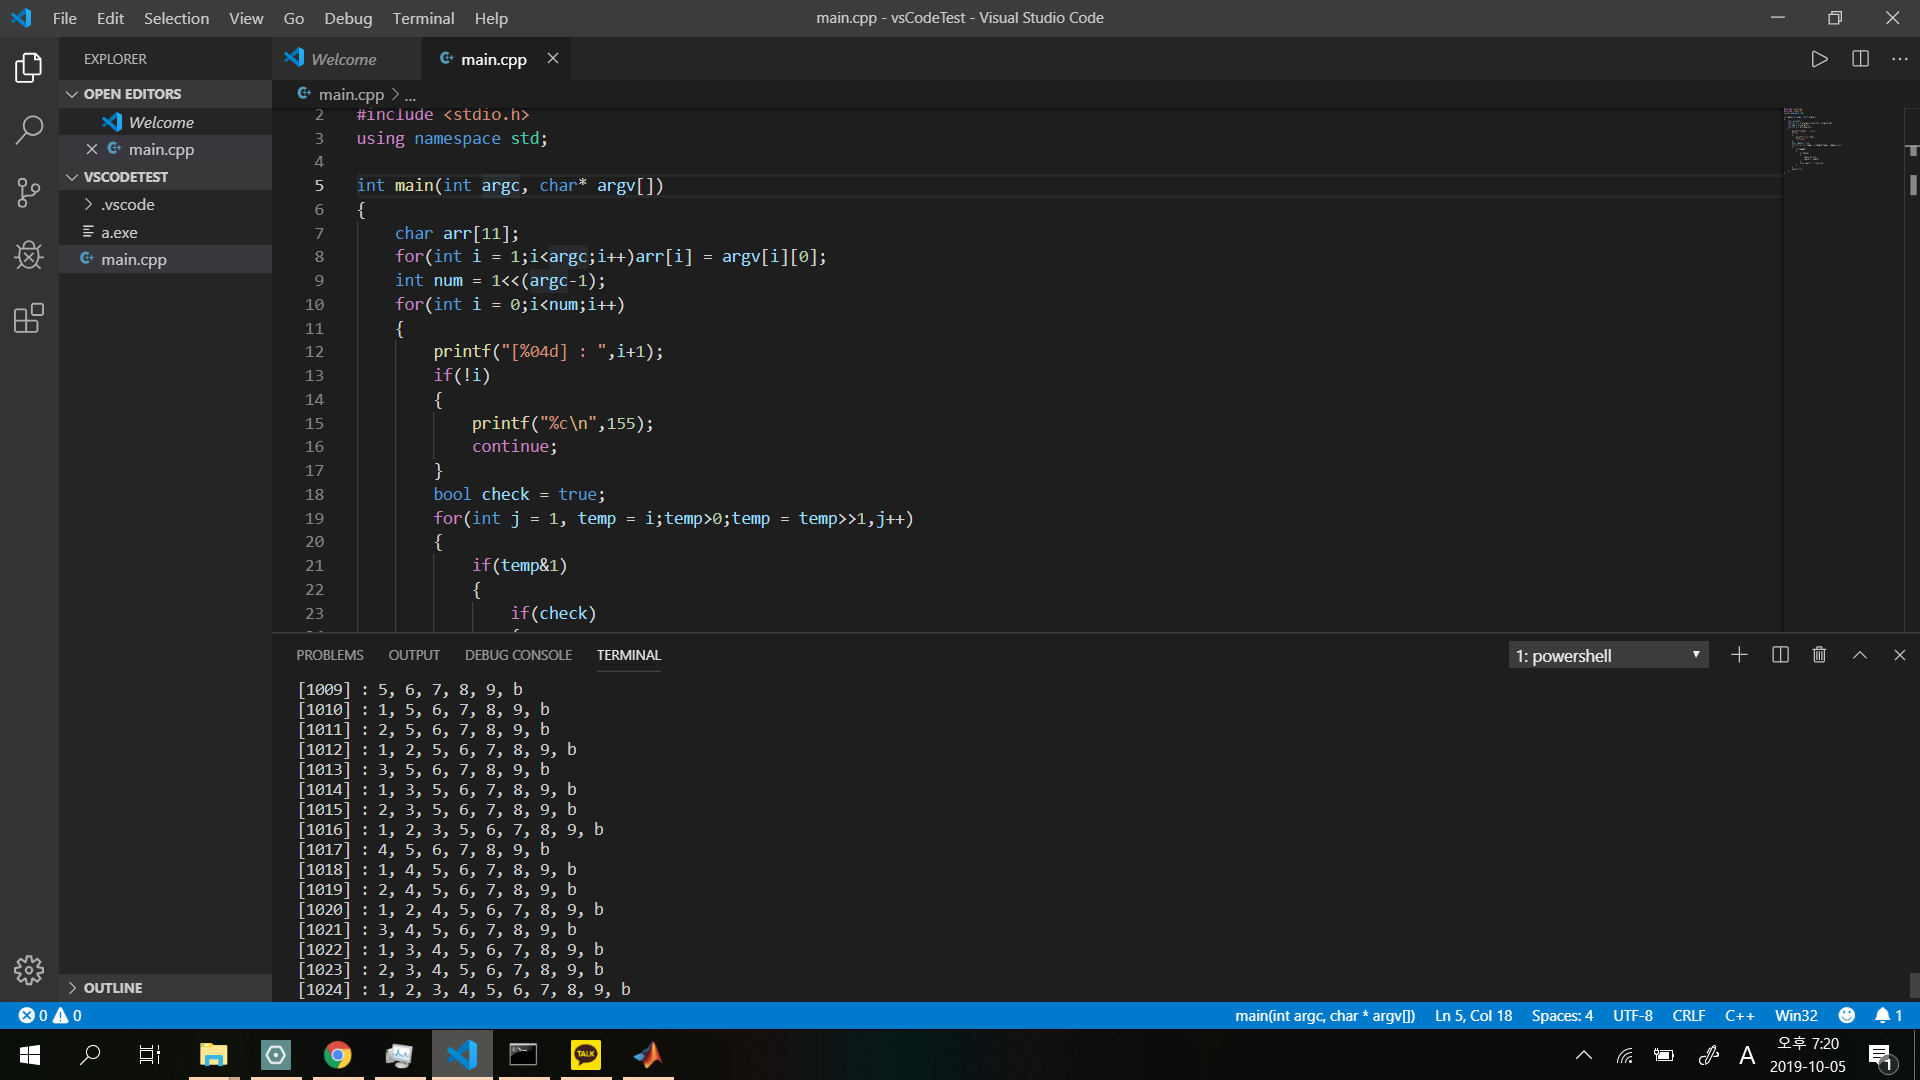 File Edit Selection View Go Debug Terminal Help
main.cpp - vsCodeTest - Visual Studio Code
EXPLORER
OPEN EDITORS
Welcome
main.cpp
VSCODETEST
.vscode
a.exe
main.cpp
OUTLINE
Welcome
main.cpp
main.cpp > ...
2 #include <stdio.h>
3 using namespace std;
4
5 int main(int argc, char* argv[])
6 {
7 char arr[11];
8 for(int i = 1;i<argc;i++)arr[i] = argv[i][0];
9 int num = 1<<(argc-1);
10 for(int i = 0;i<num;i++)
11 {
12 printf("[%04d] : ",i+1);
13 if(!i)
14 {
15 printf("%c\n",155);
16 continue;
17 }
18 bool check = true;
19 for(int j = 1, temp = i;temp>0;temp = temp>>1,j++)
20 {
21 if(temp&1)
22 {
23 if(check)
PROBLEMS OUTPUT DEBUG CONSOLE TERMINAL
1: powershell
[1009] : 5, 6, 7, 8, 9, b
[1010] : 1, 5, 6, 7, 8, 9, b
[1011] : 2, 5, 6, 7, 8, 9, b
[1012] : 1, 2, 5, 6, 7, 8, 9, b
[1013] : 3, 5, 6, 7, 8, 9, b
[1014] : 1, 3, 5, 6, 7, 8, 9, b
[1015] : 2, 3, 5, 6, 7, 8, 9, b
[1016] : 1, 2, 3, 5, 6, 7, 8, 9, b
[1017] : 4, 5, 6, 7, 8, 9, b
[1018] : 1, 4, 5, 6, 7, 8, 9, b
[1019] : 2, 4, 5, 6, 7, 8, 9, b
[1020] : 1, 2, 4, 5, 6, 7, 8, 9, b
[1021] : 3, 4, 5, 6, 7, 8, 9, b
[1022] : 1, 3, 4, 5, 6, 7, 8, 9, b
[1023] : 2, 3, 4, 5, 6, 7, 8, 9, b
[1024] : 1, 2, 3, 4, 5, 6, 7, 8, 9, b
0 0
main(int argc, char * argv[]) Ln 5, Col 18 Spaces: 4 UTF-8 CRLF C++ Win32 1
TALK
A
오후 7:20
2019-10-05
1